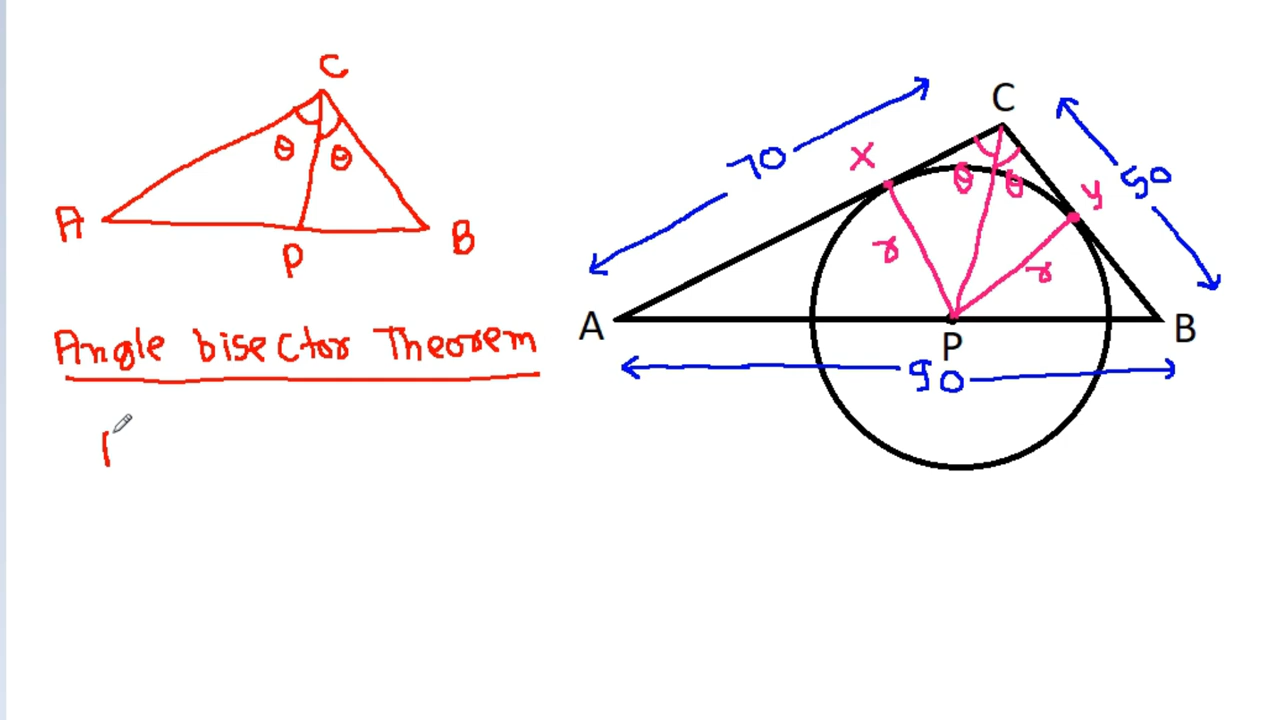 C
θ θ
A
P
B
Angle bisector Theorem
C
70
X
50
θ θ
y
r
r
A
P
B
90